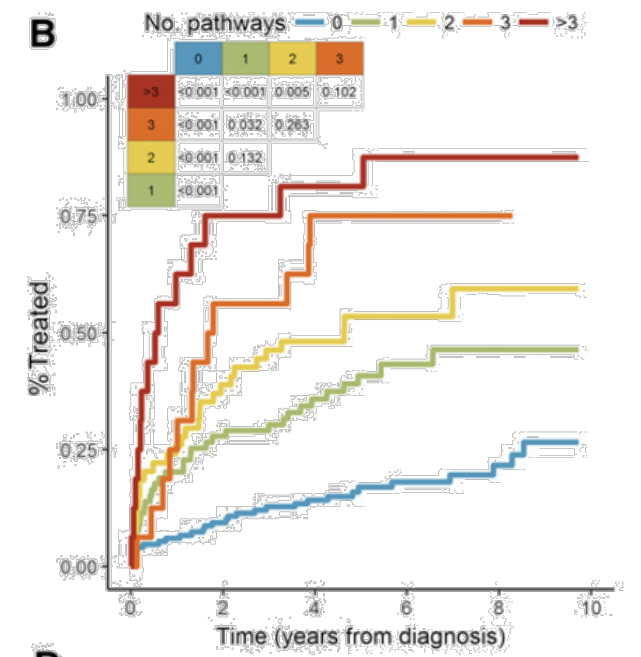 B
No. pathways 0 1 2 3 >3
0 1 2 3
>3 <0.001 <0.001 0.005 0.102
3 <0.001 0.032 0.263
2 <0.001 0.132
1 <0.001
1.00
0.75
0.50
0.25
0.00
% Treated
0 2 4 6 8 10
Time (years from diagnosis)